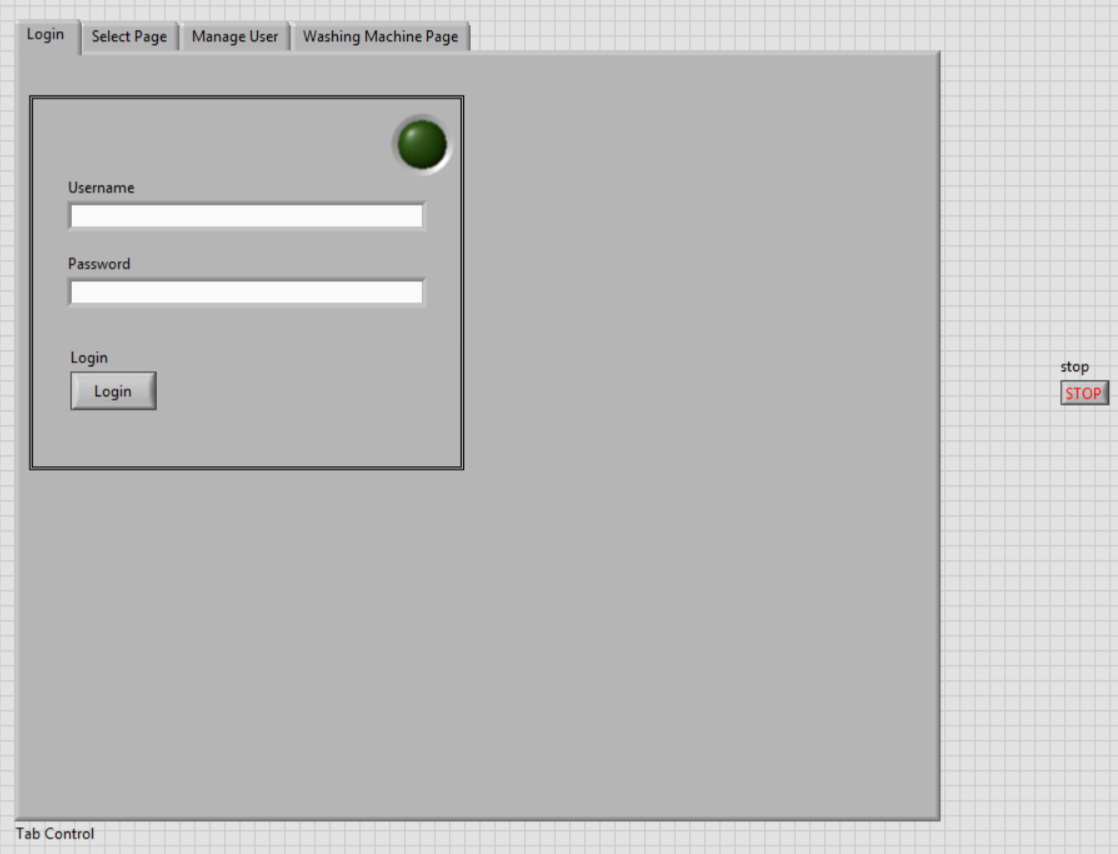 Login
Select Page
Manage User
Washing Machine Page
Username
Password
Login
Login
stop
STOP
Tab Control